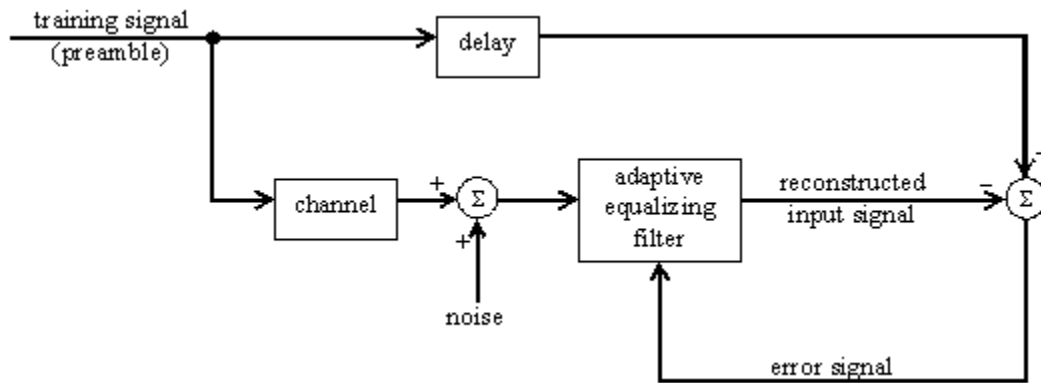 training signal
(preamble)
delay
channel
+
Σ
+
noise
adaptive
equalizing
filter
reconstructed
input signal
−
Σ
error signal